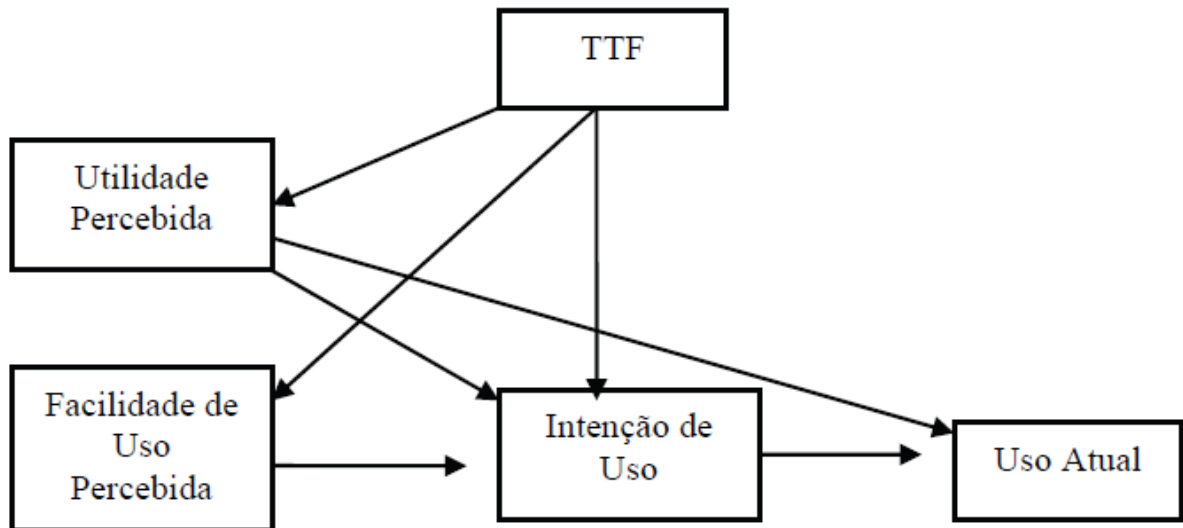 TTF
Utilidade
Percebida
Facilidade de
Uso
Percebida
Intenção de
Uso
Uso Atual